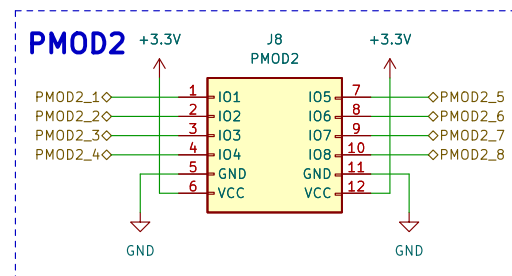 PMOD2
+3.3V
J8
+3.3V
PMOD2
PMOD2_1 1 IO1 IO5 7 PMOD2_5
PMOD2_2 2 IO2 IO6 8 PMOD2_6
PMOD2_3 3 IO3 IO7 9 PMOD2_7
PMOD2_4 4 IO4 IO8 10 PMOD2_8
5 GND GND 11
6 VCC VCC 12
GND
GND